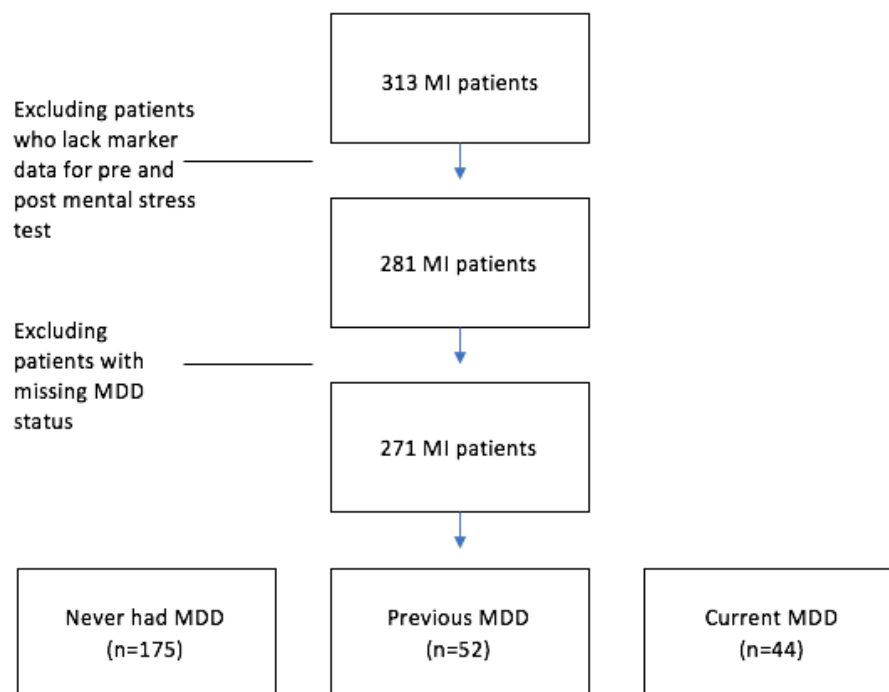 313 MI patients
Excluding patients
who lack marker
data for pre and
post mental stress
test
281 MI patients
Excluding
patients with
missing MDD
status
271 MI patients
Never had MDD
(n=175)
Previous MDD
(n=52)
Current MDD
(n=44)